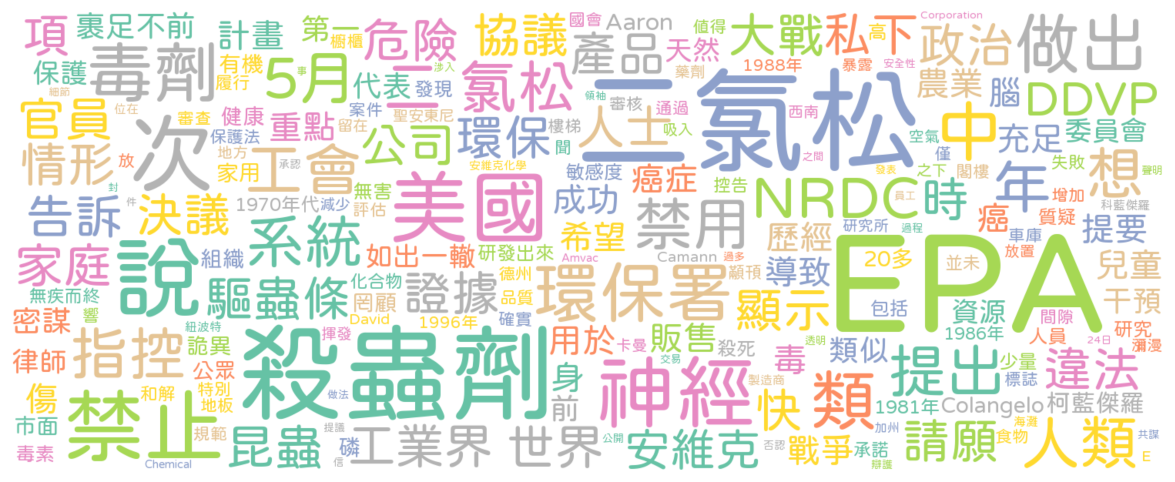 裹足不前
計畫
第一
櫥櫃
危險
協議
國會
Aaron
值得
大戰
私下
高
Corporation
政治
做出
項
保護
毒劑
有機
履行
5月
代表
發現
二氯松
產品
天然
藥劑
1988年
暴露
安全性
農業
腦
DDVP
細節
位在
事
案件
涉入
領袖
審核
通過
二氯松
西南
空氣
中
充足
委員會
官員
審查
保護法
健康
重點
聖安東尼
留在
公司
環保
樓梯
聞
人士
吸入
僅
之下
閣樓
失敗
聲明
情形
放
地方
次
家用
承認
工會
無害
評估
美國
安維克化學
敏感度
癌症
控告
之間
發表
員工
年
增加
想
科藍傑羅
告訴
封
件
決議
1970年代
減少
系統
成功
禁用
NRDC
時
癌
質疑
提要
研究所
過程
車庫
放置
家庭
組織
說
驅蟲條
如出一轍
研發出來
希望
Camann
歷經
導致
20多
並未
兒童
化合物
德州
Amvac
過多
顢頇
EPA
干預
無疾而終
響
罔顧
證據
品質
環保署
顯示
包括
資源
間隙
密謀
紐波特
David
1996年
確實
1986年
人員
24日
研究
瀰漫
指控
詭異
揮發
殺蟲劑
用於
卡曼
販售
殺死
透明
類似
提出
少量
標誌
違法
律師
公眾
交易
毒
傷
和解
特別
地板
做法
身
前
神經
製造商
快
類
1981年
Colangelo
柯藍傑羅
市面
禁止
規範
提議
公開
加州
海灘
毒素
Chemical
昆蟲
磷
信
工業界
世界
安維克
否認
戰爭
承諾
辯護
請願
食物
人類
共謀
E